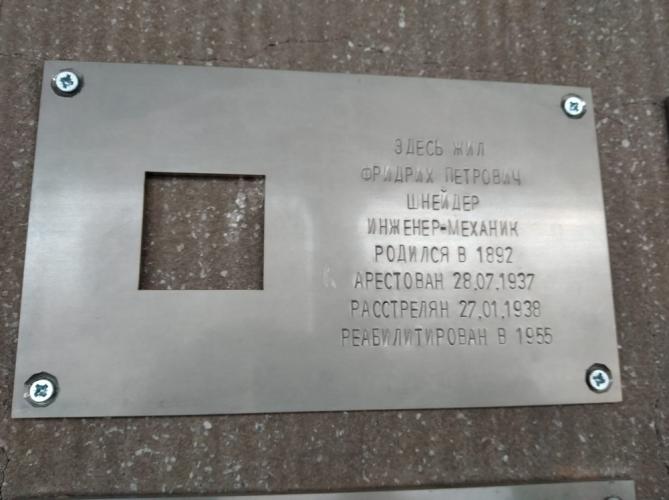 ЗДЕСЬ ЖИЛ
ФРИДРИХ ПЕТРОВИЧ
ШНЕЙДЕР
ИНЖЕНЕР-МЕХАНИК
РОДИЛСЯ В 1892
АРЕСТОВАН 28.07.1937
РАССТРЕЛЯН 27.01.1938
РЕАБИЛИТИРОВАН В 1955